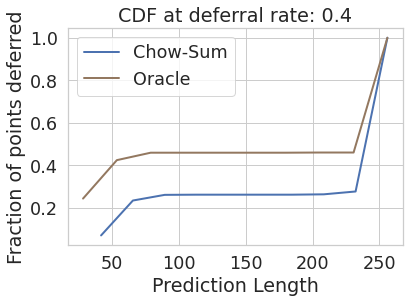 CDF at deferral rate: 0.4
Fraction of points deferred
1.0
0.8
0.6
0.4
0.2
Chow-Sum
Oracle
50
100
150
200
250
Prediction Length